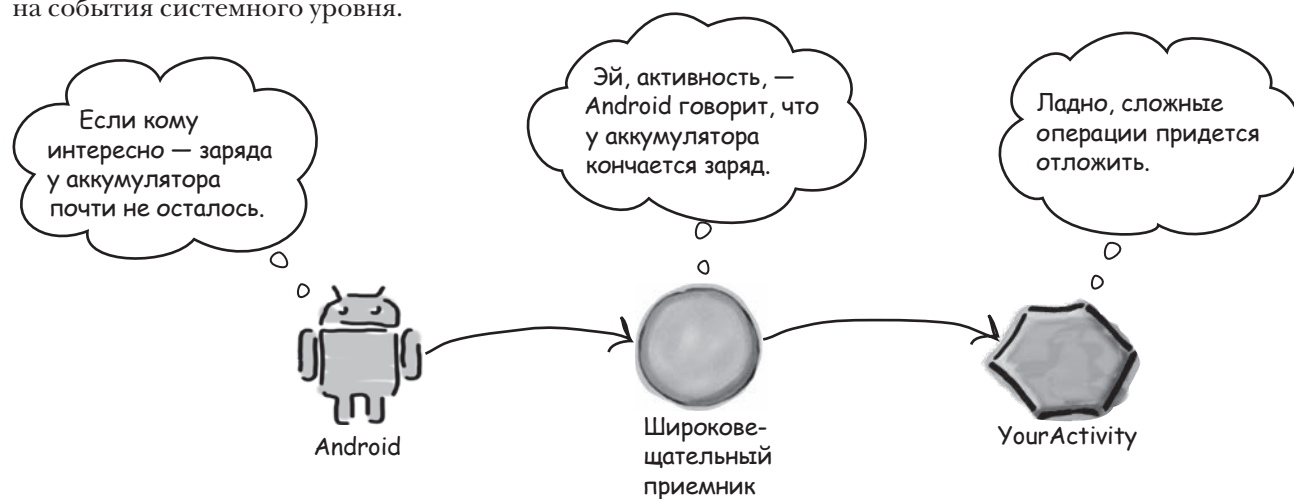 на события системного уровня.
Если кому
интересно — заряда
у аккумулятора
почти не осталось.
Эй, активность, —
Android говорит, что
у аккумулятора
кончается заряд.
Ладно, сложные
операции придется
отложить.
Android
Широкове-
щательный
приемник
YourActivity